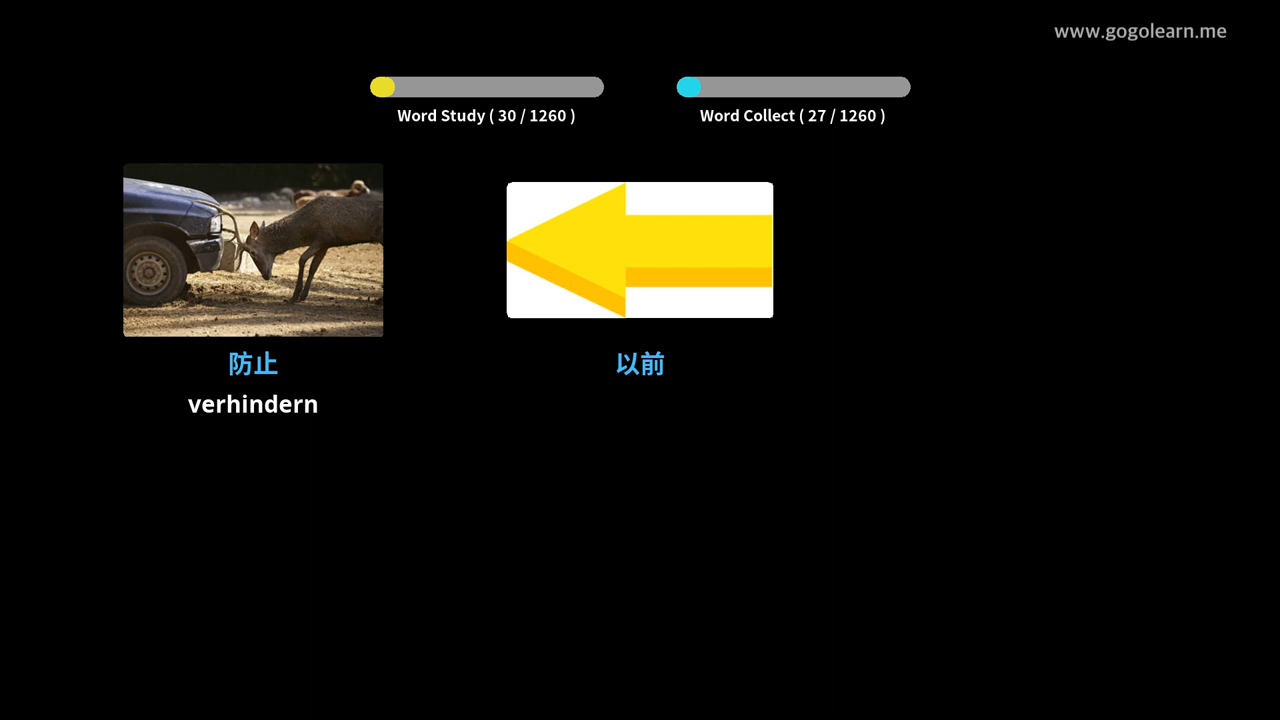 www.gogolearn.me
Word Study ( 30 / 1260 )
Word Collect ( 27 / 1260 )
防止
以前
verhindern